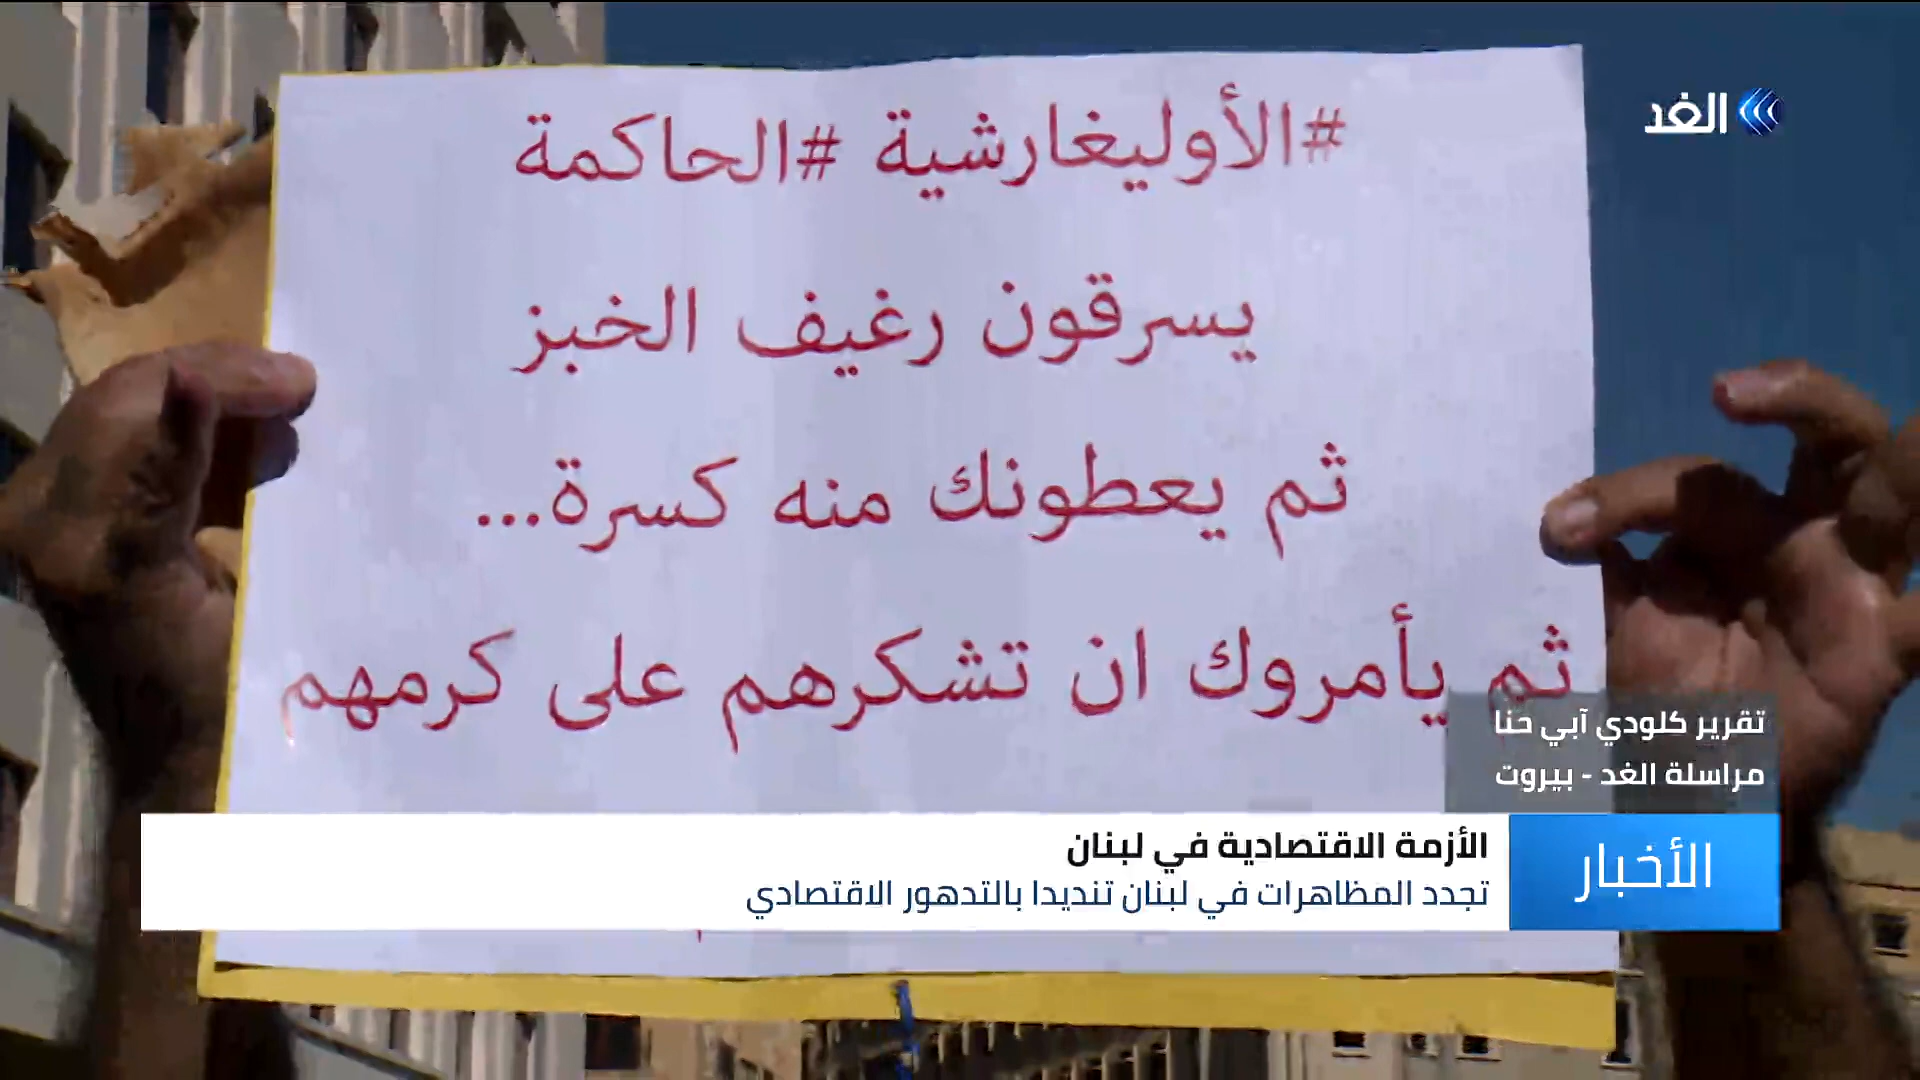 الغد
#الأوليغارشية #الحاكمة
يسرقون رغيف الخبز
ثم يعطونك منه كسرة...
ثم يأمروك ان تشكرهم على كرمهم
تقرير كلودي آبي حنا
مراسلة الغد - بيروت
الأخبار
الأزمة الاقتصادية في لبنان
تجدد المظاهرات في لبنان تنديدا بالتدهور الاقتصادي